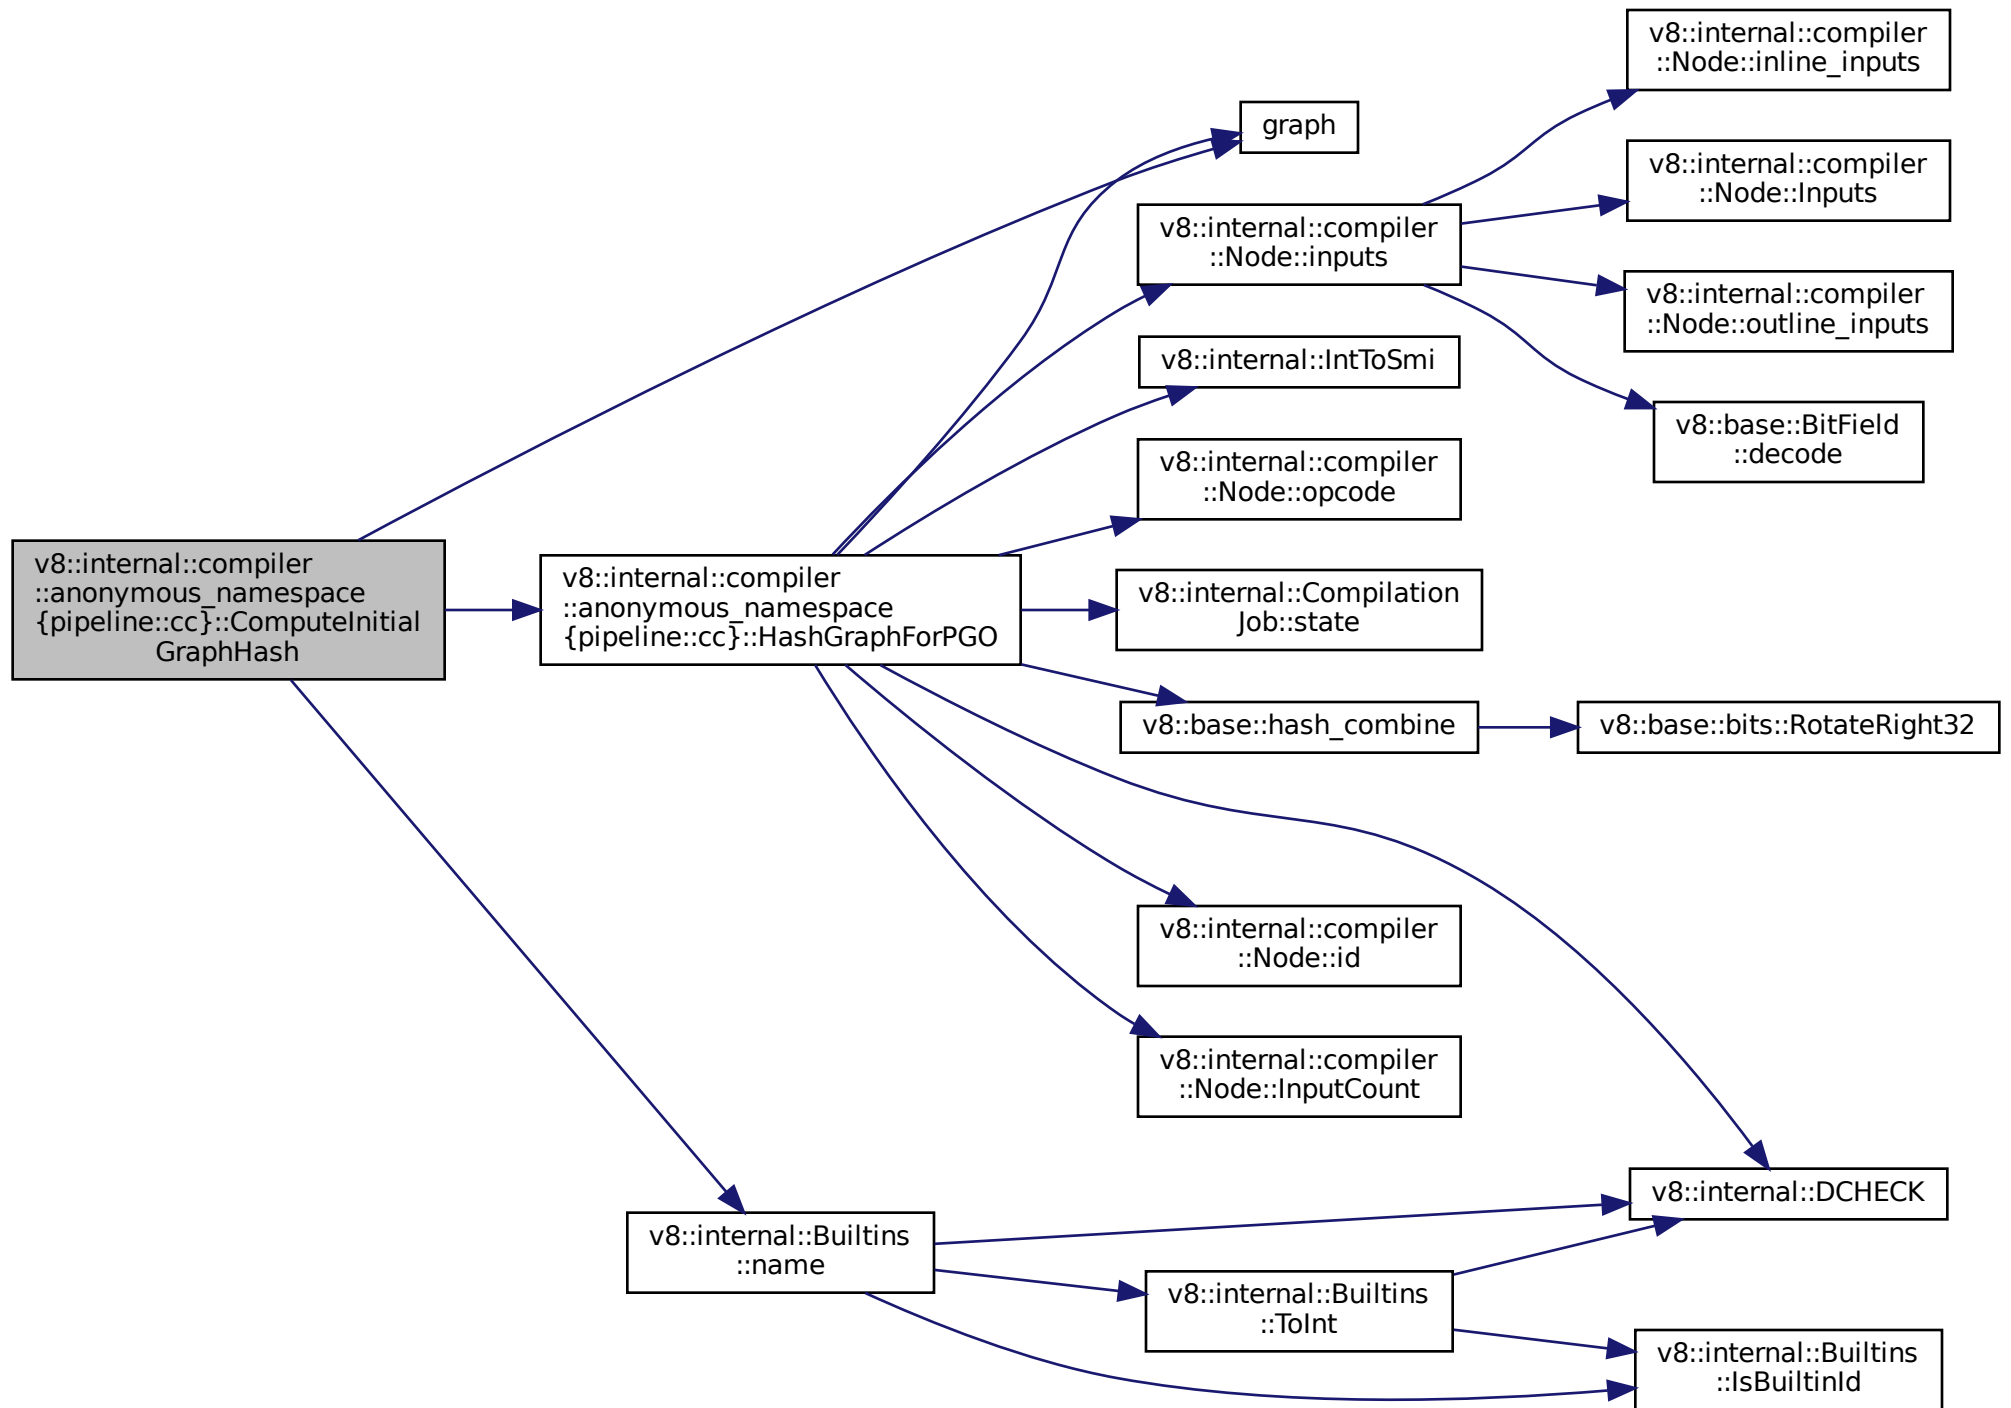 v8::internal::compiler
::Node::inline_inputs
graph
v8::internal::compiler
::Node::Inputs
v8::internal::compiler
::Node::inputs
v8::internal::compiler
::Node::outline_inputs
v8::internal::IntToSmi
v8::base::BitField
::decode
v8::internal::compiler
::Node::opcode
v8::internal::compiler
::anonymous_namespace
{pipeline::cc}::ComputeInitial
GraphHash
v8::internal::compiler
::anonymous_namespace
{pipeline::cc}::HashGraphForPGO
v8::internal::Compilation
Job::state
v8::base::hash_combine
v8::base::bits::RotateRight32
v8::internal::compiler
::Node::id
v8::internal::compiler
::Node::InputCount
v8::internal::DCHECK
v8::internal::Builtins
::name
v8::internal::Builtins
::ToInt
v8::internal::Builtins
::IsBuiltinId